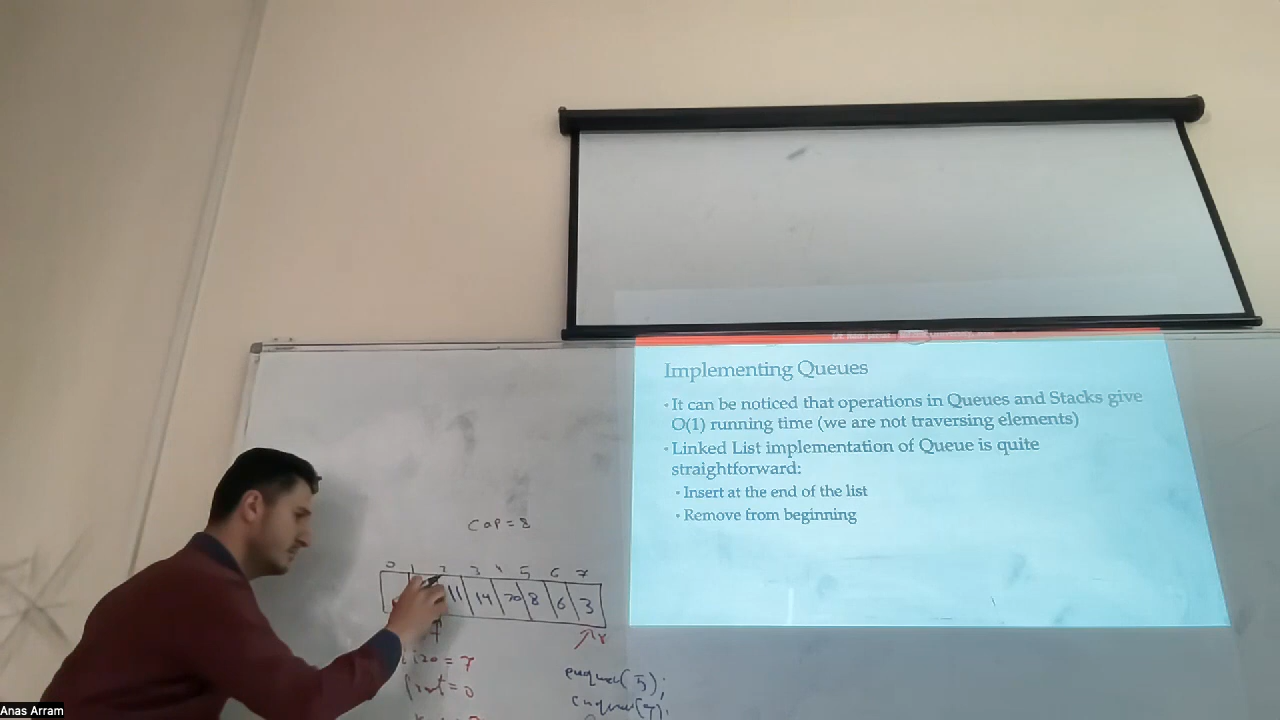 Implementing Queues
•It can be noticed that operations in Queues and Stacks give
O(1) running time (we are not traversing elements)
•Linked List implementation of Queue is quite
straightforward:
•Insert at the end of the list
•Remove from beginning
Cap=8
0 1 2 3 4 5 6 7
11 14 20 8 6 3
size=7
front=0
enqueue(5);
Anas Arram